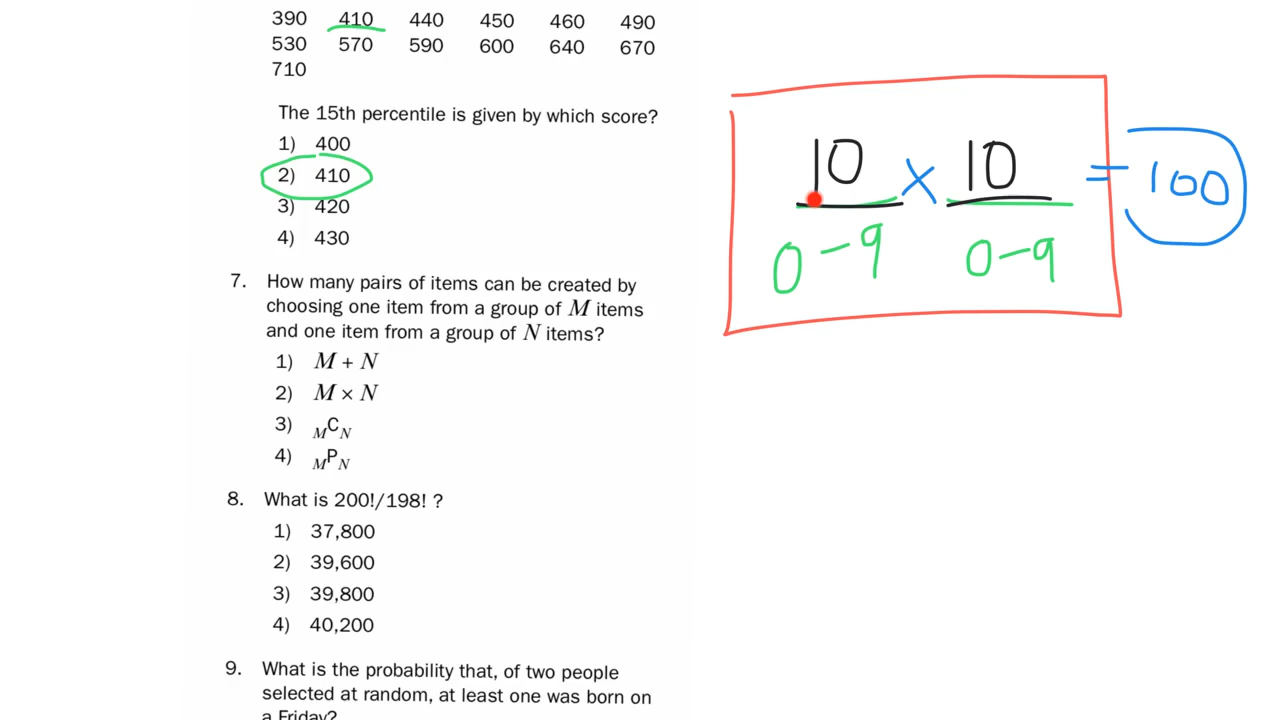 390 410 440 450 460 490
530 570 590 600 640 670
710
The 15th percentile is given by which score?
1) 400
2) 410
3) 420
4) 430
7. How many pairs of items can be created by
choosing one item from a group of M items
and one item from a group of N items?
1) M + N
2) M × N
3) MCN
4) MPN
8. What is 200!/198! ?
1) 37,800
2) 39,600
3) 39,800
4) 40,200
9. What is the probability that, of two people
selected at random, at least one was born on
a Friday?
10 × 10 = 100
0-9 0-9